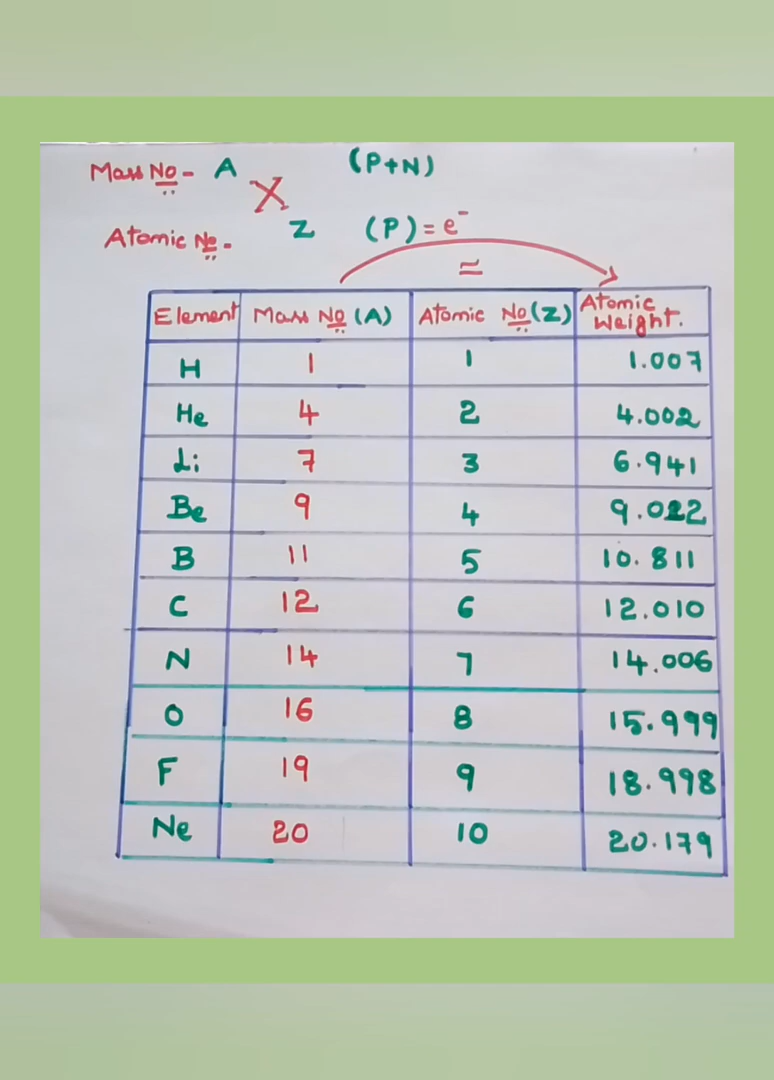 Mass No - A (P+N)
X
Atomic No - Z (P) = e⁻
≃
Element Mass No (A) Atomic No (Z) Atomic Weight.
H 1 1 1.007
He 4 2 4.002
Li 7 3 6.941
Be 9 4 9.022
B 11 5 10.811
C 12 6 12.010
N 14 7 14.006
O 16 8 15.999
F 19 9 18.998
Ne 20 10 20.179